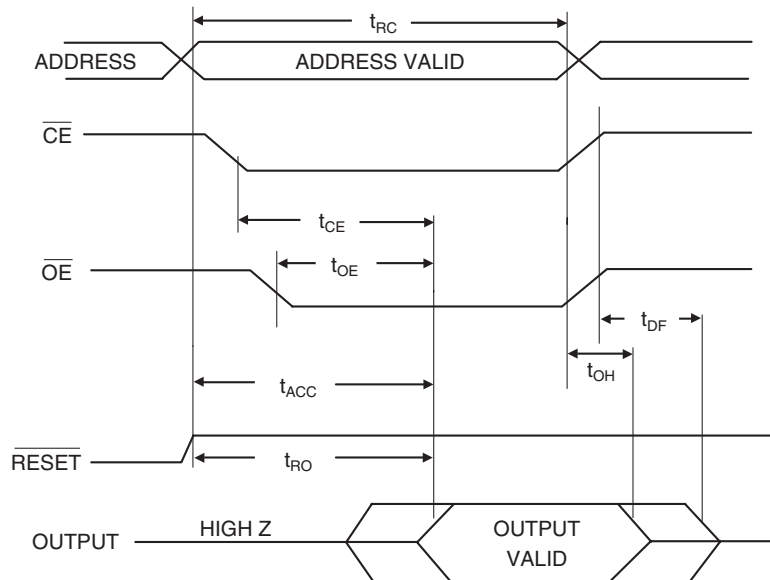 tRC
ADDRESS
ADDRESS VALID
CE
tCE
tOE
OE
tDF
tOH
tACC
RESET
tRO
HIGH Z
OUTPUT
OUTPUT
VALID